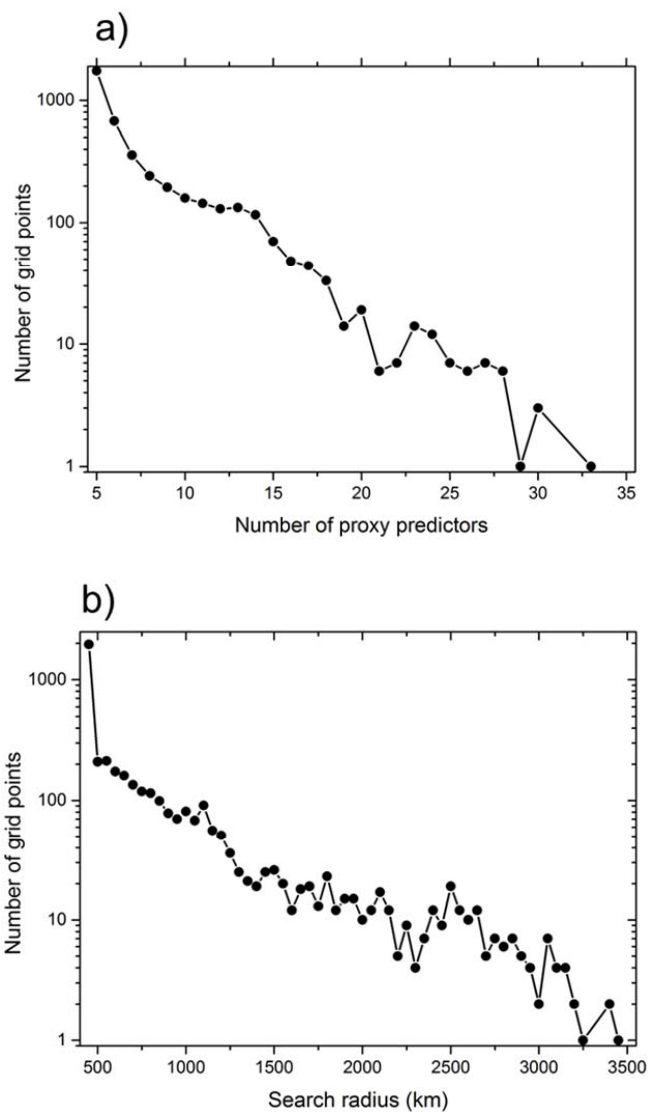 a)
1000
100
10
1
Number of grid points
5 10 15 20 25 30 35
Number of proxy predictors
b)
1000
100
10
1
Number of grid points
500 1000 1500 2000 2500 3000 3500
Search radius (km)